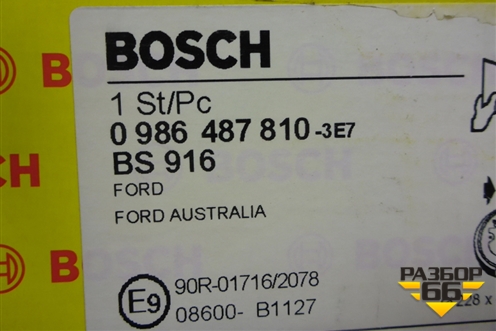 BOSCH
1 St/Pc
0 986 487 810-3E7
BS 916
FORD
FORD AUSTRALIA
E9
90R-01716/2078
08600- B1127
228 x
РАЗБОР
66